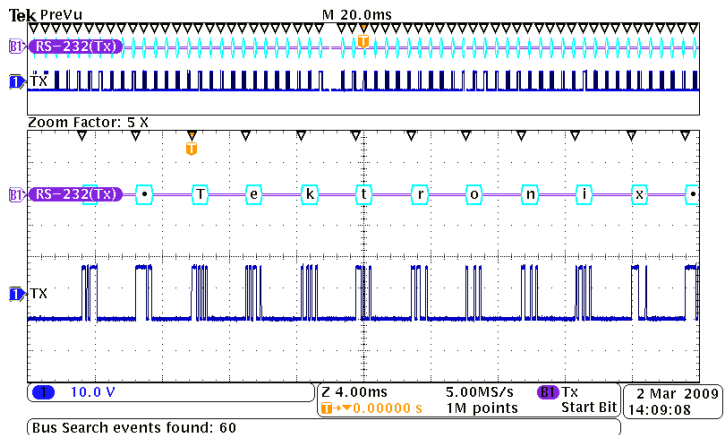 Tek PreVu M 20.0ms
B1 RS-232(Tx) T
1 TX
Zoom Factor: 5 X
T
B1 RS-232(Tx) • T e k t r o n i x •
1 TX
1 10.0 V Z 4.00ms 5.00MS/s B1 Tx 2 Mar 2009
T→▼0.00000 s 1M points Start Bit 14:09:08
Bus Search events found: 60